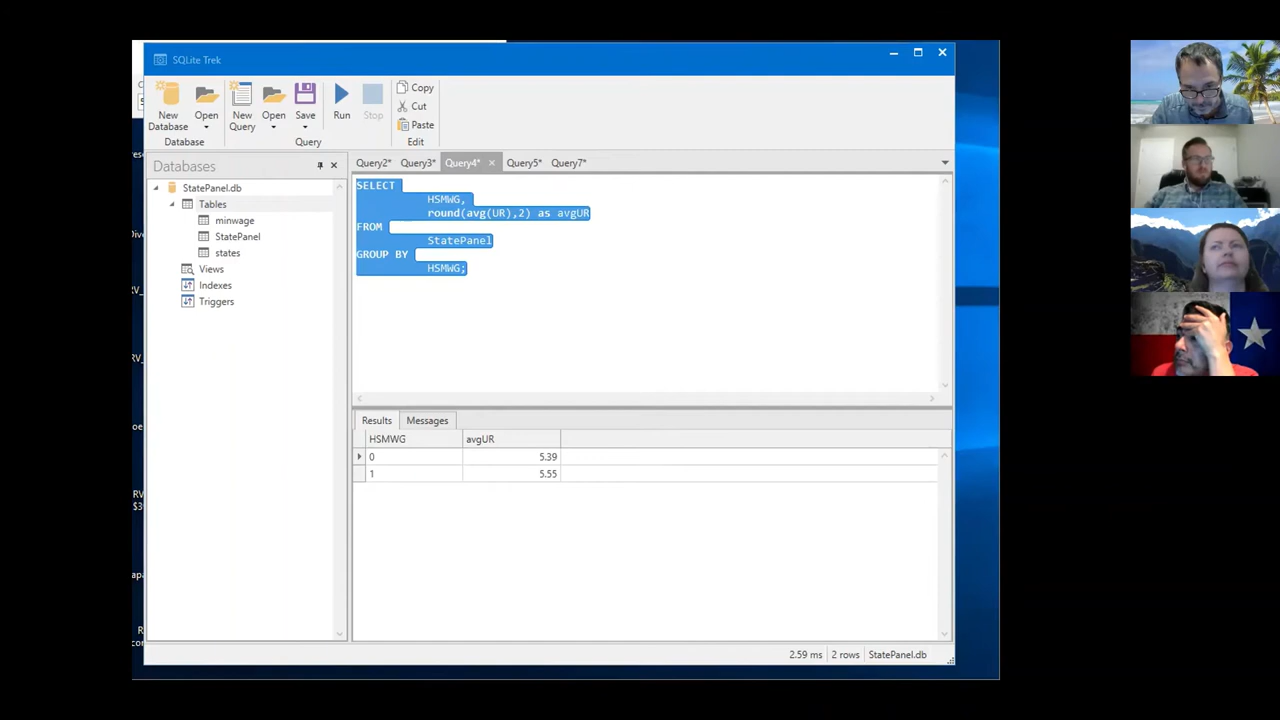 SQLite Trek
New Database
Open
New Query
Open
Save
Run
Stop
Copy
Cut
Paste
Database
Query
Edit
Databases
StatePanel.db
Tables
minwage
StatePanel
states
Views
Indexes
Triggers
Query2* Query3* Query4* Query5* Query7*
SELECT
HSMWG,
round(avg(UR),2) as avgUR
FROM
StatePanel
GROUP BY
HSMWG;
Results Messages
HSMWG avgUR
0 5.39
1 5.55
2.59 ms 2 rows StatePanel.db